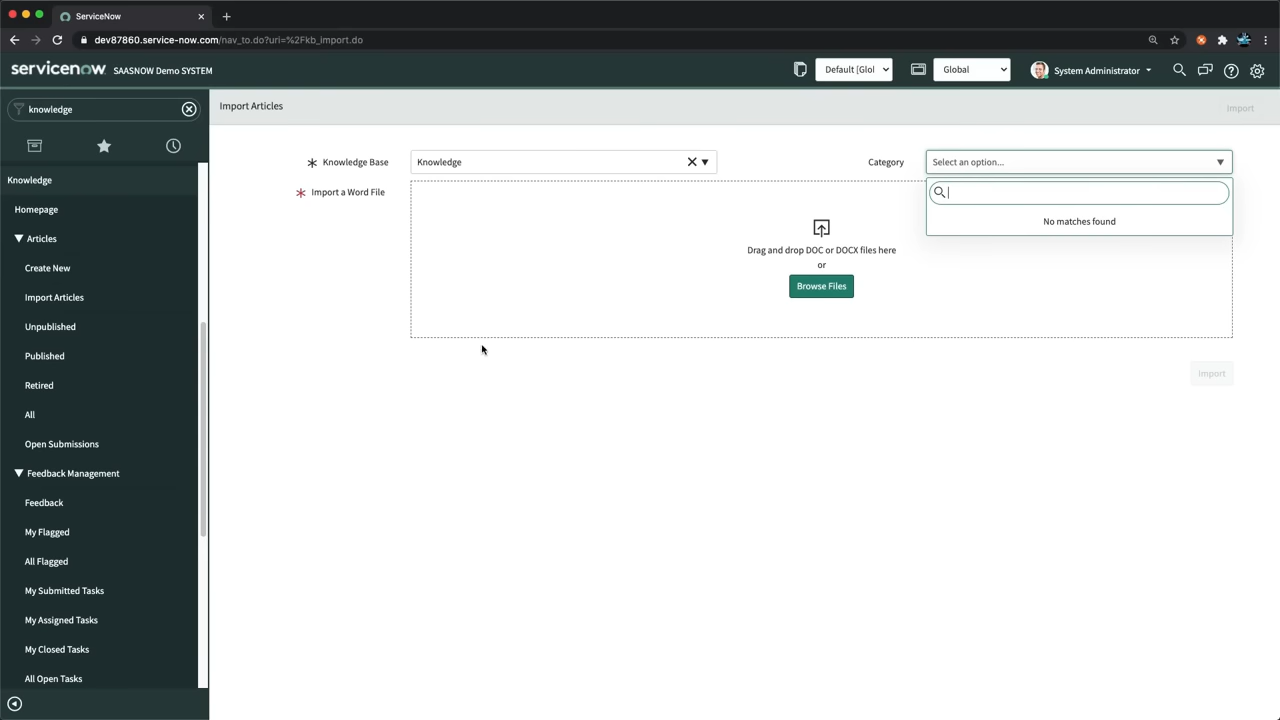 ServiceNow
dev87860.service-now.com/nav_to.do?uri=%2Fkb_import.do
servicenow SAASNOW Demo SYSTEM
Default [Glol
Global
System Administrator
knowledge
Import Articles
Import
Knowledge
Homepage
Articles
Create New
Import Articles
Unpublished
Published
Retired
All
Open Submissions
Feedback Management
Feedback
My Flagged
All Flagged
My Submitted Tasks
My Assigned Tasks
My Closed Tasks
All Open Tasks
Knowledge Base
Knowledge
Category
Select an option...
No matches found
Import a Word File
Drag and drop DOC or DOCX files here
or
Browse Files
Import